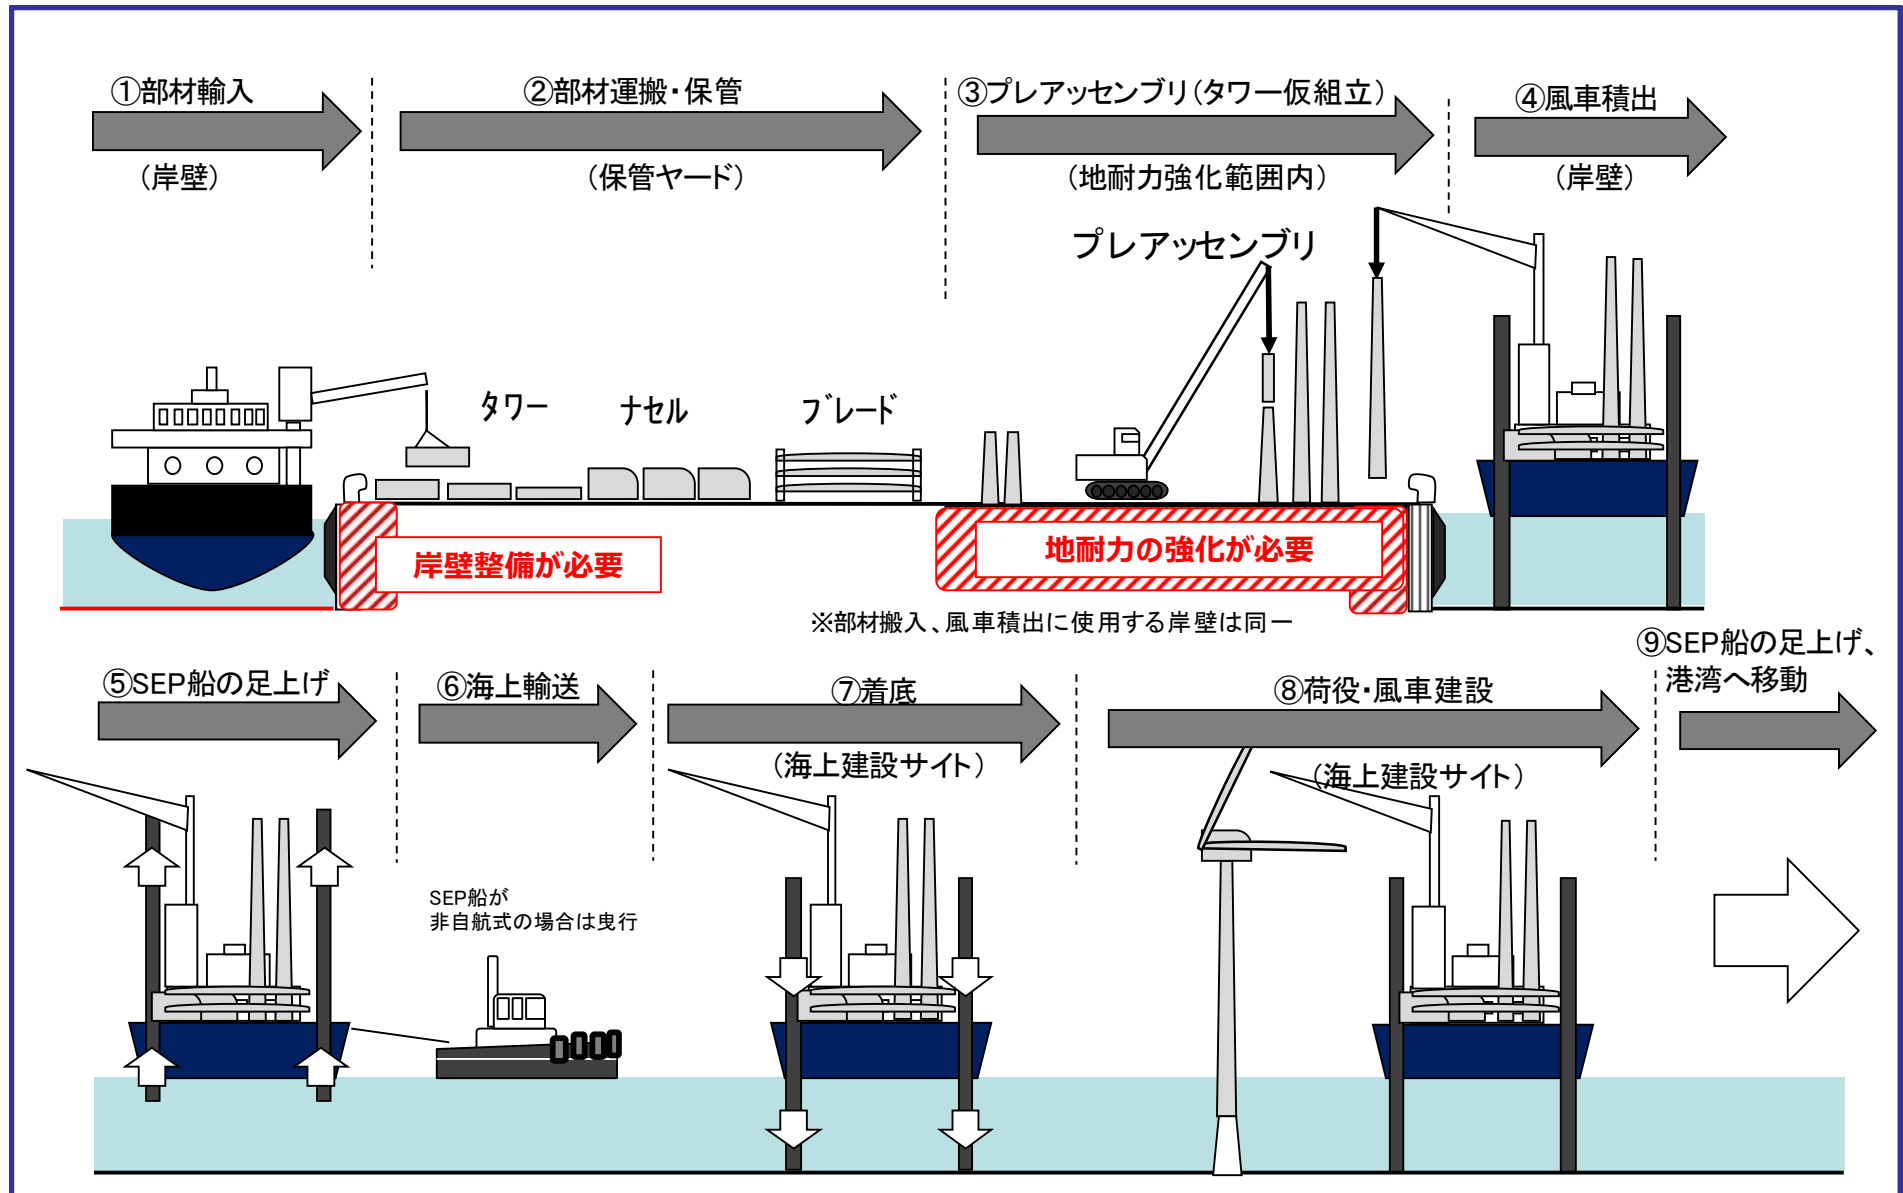 ①部材輸入
②部材運搬・保管
③プレアッセンブリ(タワー仮組立)
④風車積出
(岸壁)
(保管ヤード)
(地耐力強化範囲内)
(岸壁)
プレアッセンブリ
タワー
ナセル
ブレード
岸壁整備が必要
地耐力の強化が必要
※部材搬入、風車積出に使用する岸壁は同一
⑤SEP船の足上げ
⑥海上輸送
⑦着底
⑧荷役・風車建設
⑨SEP船の足上げ、
港湾へ移動
(海上建設サイト)
(海上建設サイト)
SEP船が
非自航式の場合は曳行